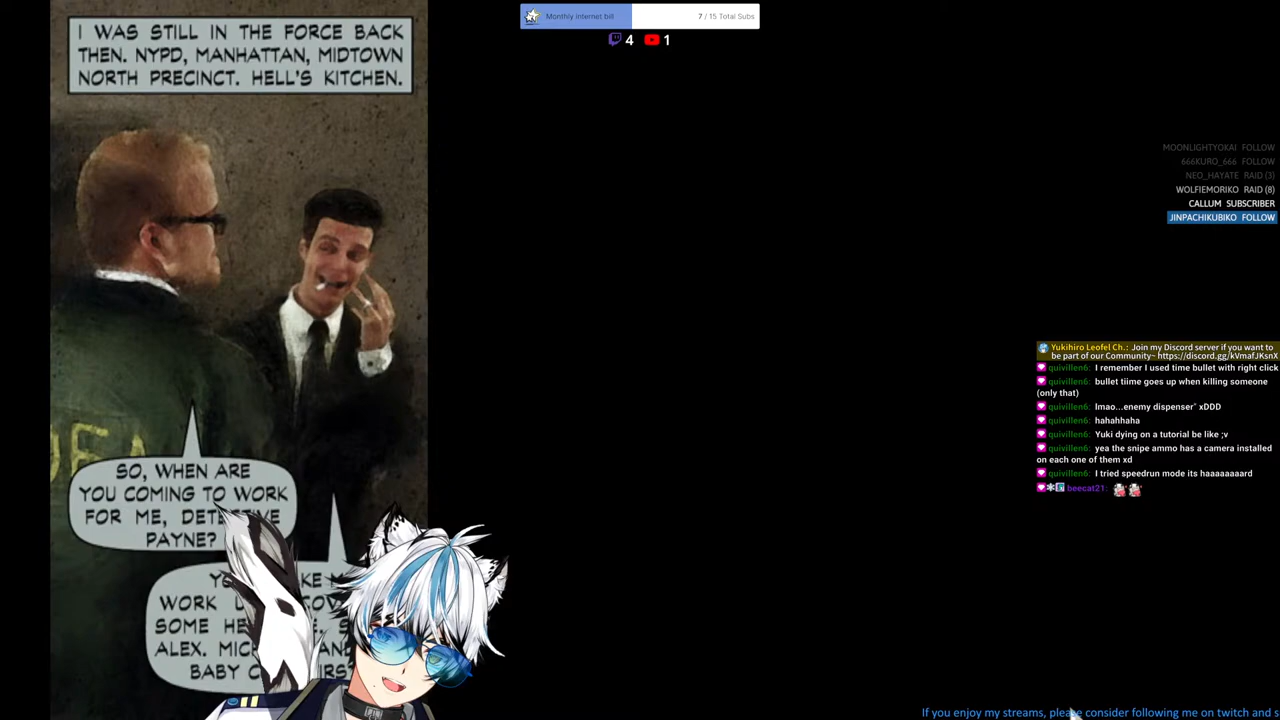 I WAS STILL IN THE FORCE BACK
THEN. NYPD, MANHATTAN, MIDTOWN
NORTH PRECINCT. HELL'S KITCHEN.
SO, WHEN ARE
YOU COMING TO WORK
FOR ME, DETECTIVE
PAYNE?
WORK
SOME
ALEX.
BABY
DEA
Monthly internet bill
7 / 15 Total Subs
4
1
MOONLIGHTYOKAI FOLLOW
666KURO_666 FOLLOW
NEO_HAYATE RAID (3)
WOLFIEMORIKO RAID (8)
CALLUM SUBSCRIBER
JINPACHIKUBIKO FOLLOW
Yukihiro Leofel Ch.: Join my Discord server if you want to
be part of our Community~ https://discord.gg/kVmafJKsnX
quivillen6: I remember I used time bullet with right click
quivillen6: bullet tiime goes up when killing someone
(only that)
quivillen6: lmao...enemy dispenser" xDDD
quivillen6: hahahhaha
quivillen6: Yuki dying on a tutorial be like ;v
quivillen6: yea the snipe ammo has a camera installed
on each one of them xd
quivillen6: I tried speedrun mode its haaaaaaaard
beecat21:
If you enjoy my streams, please consider following me on twitch and s